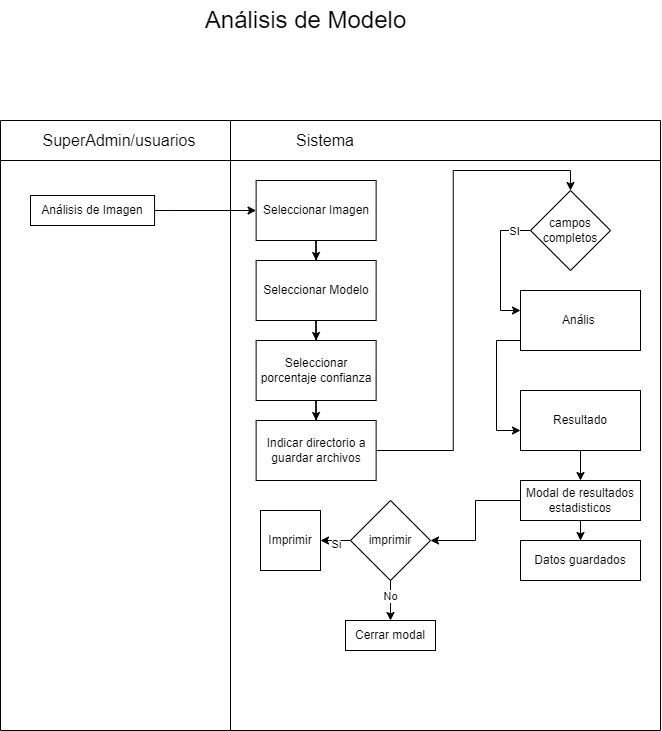 Análisis de Modelo
SuperAdmin/usuarios
Sistema
Análisis de Imagen
Seleccionar Imagen
Seleccionar Modelo
Seleccionar
porcentaje confianza
Indicar directorio a
guardar archivos
campos
completos
SI
Anális
Resultado
Modal de resultados
estadisticos
Datos guardados
imprimir
Si
Imprimir
No
Cerrar modal